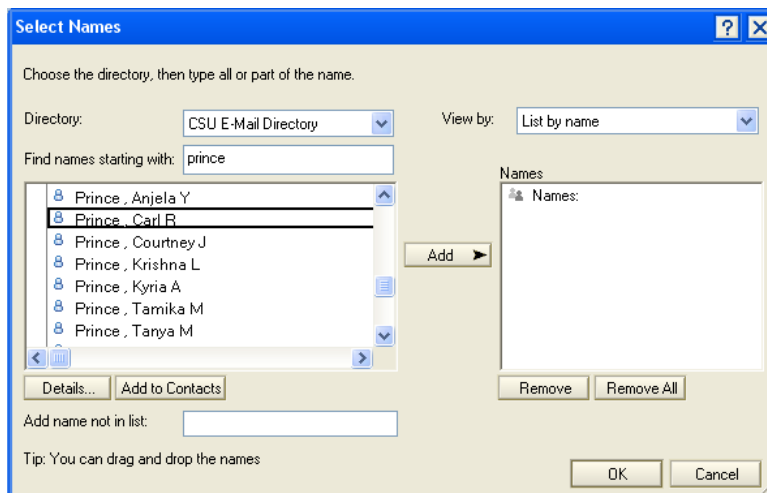 Select Names
Choose the directory, then type all or part of the name.
Directory: CSU E-Mail Directory View by: List by name
Find names starting with: prince
Names
Prince , Anjela Y
Prince , Carl R
Prince , Courtney J
Prince , Krishna L
Prince , Kyria A
Prince , Tamika M
Prince , Tanya M
Add
Names:
Details... Add to Contacts Remove Remove All
Add name not in list:
Tip: You can drag and drop the names
OK Cancel